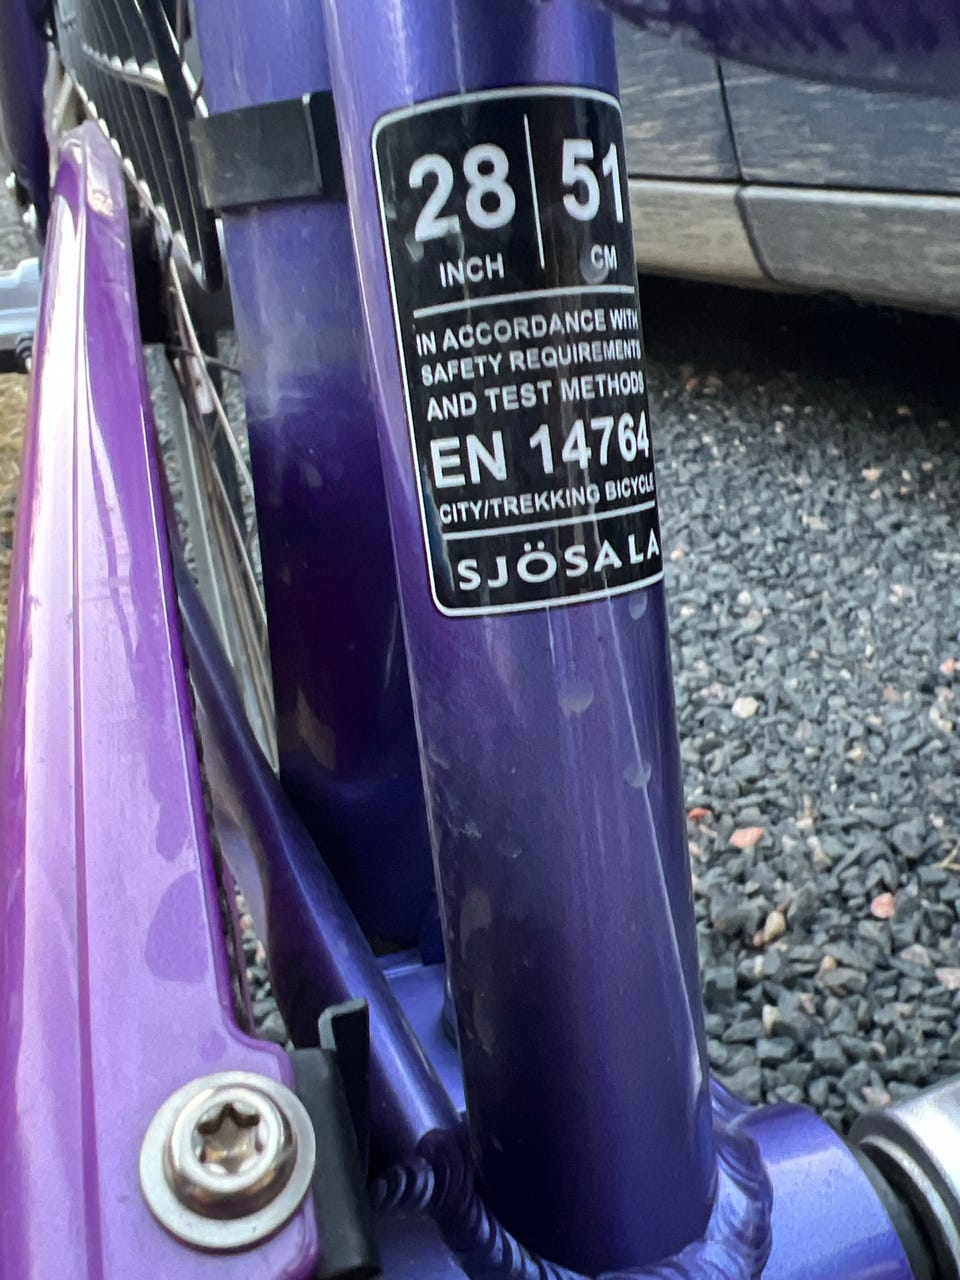 28 | 51
INCH CM
IN ACCORDANCE WITH
SAFETY REQUIREMENTS
AND TEST METHODS
EN 14764
CITY/TREKKING BICYCLE
SJÖSALA